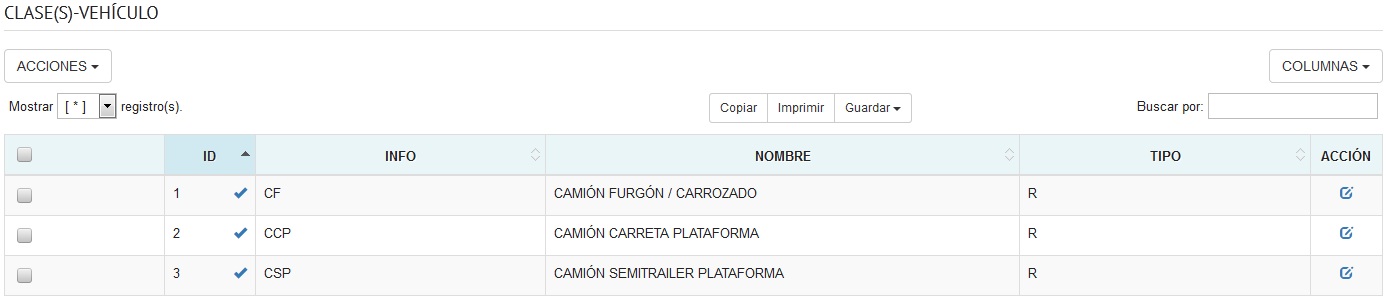 CLASE(S)-VEHÍCULO
ACCIONES COLUMNAS
Mostrar [ * ] registro(s). Copiar Imprimir Guardar Buscar por:
ID INFO NOMBRE TIPO ACCIÓN
1 CF CAMIÓN FURGÓN / CARROZADO R
2 CCP CAMIÓN CARRETA PLATAFORMA R
3 CSP CAMIÓN SEMITRAILER PLATAFORMA R